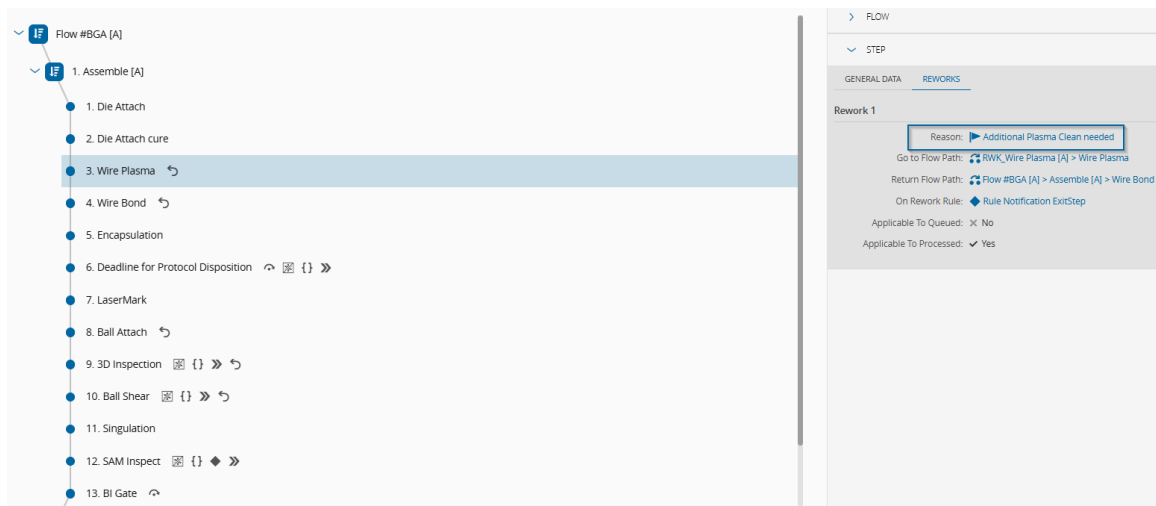 Flow #BGA [A]
1. Assemble [A]
1. Die Attach
2. Die Attach cure
3. Wire Plasma
4. Wire Bond
5. Encapsulation
6. Deadline for Protocol Disposition
7. LaserMark
8. Ball Attach
9. 3D Inspection
10. Ball Shear
11. Singulation
12. SAM Inspect
13. BI Gate
FLOW
STEP
GENERAL DATA REWORKS
Rework 1
Reason: Additional Plasma Clean needed
Go to Flow Path: RWK_Wire Plasma [A] > Wire Plasma
Return Flow Path: Flow #BGA [A] > Assemble [A] > Wire Bond
On Rework Rule: Rule Notification ExitStep
Applicable To Queued: No
Applicable To Processed: Yes